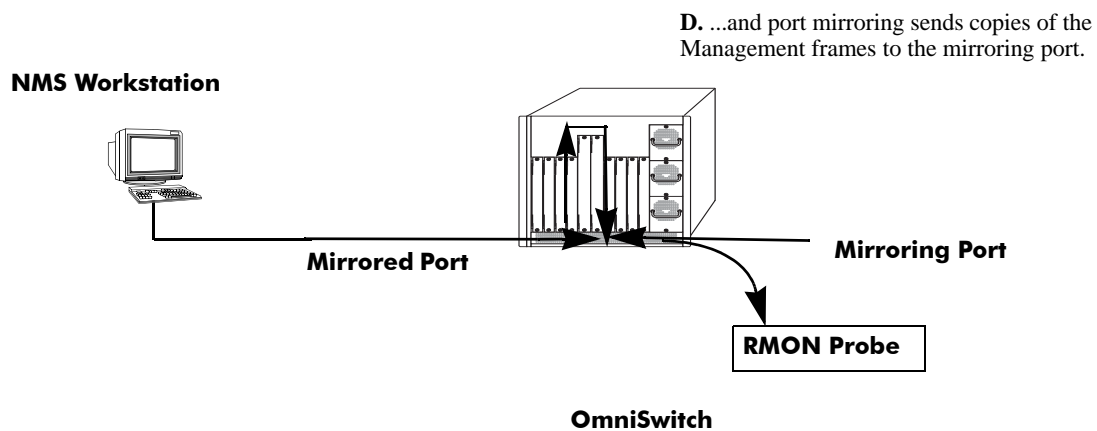 D. ...and port mirroring sends copies of the
Management frames to the mirroring port.
NMS Workstation
Mirrored Port
Mirroring Port
RMON Probe
OmniSwitch